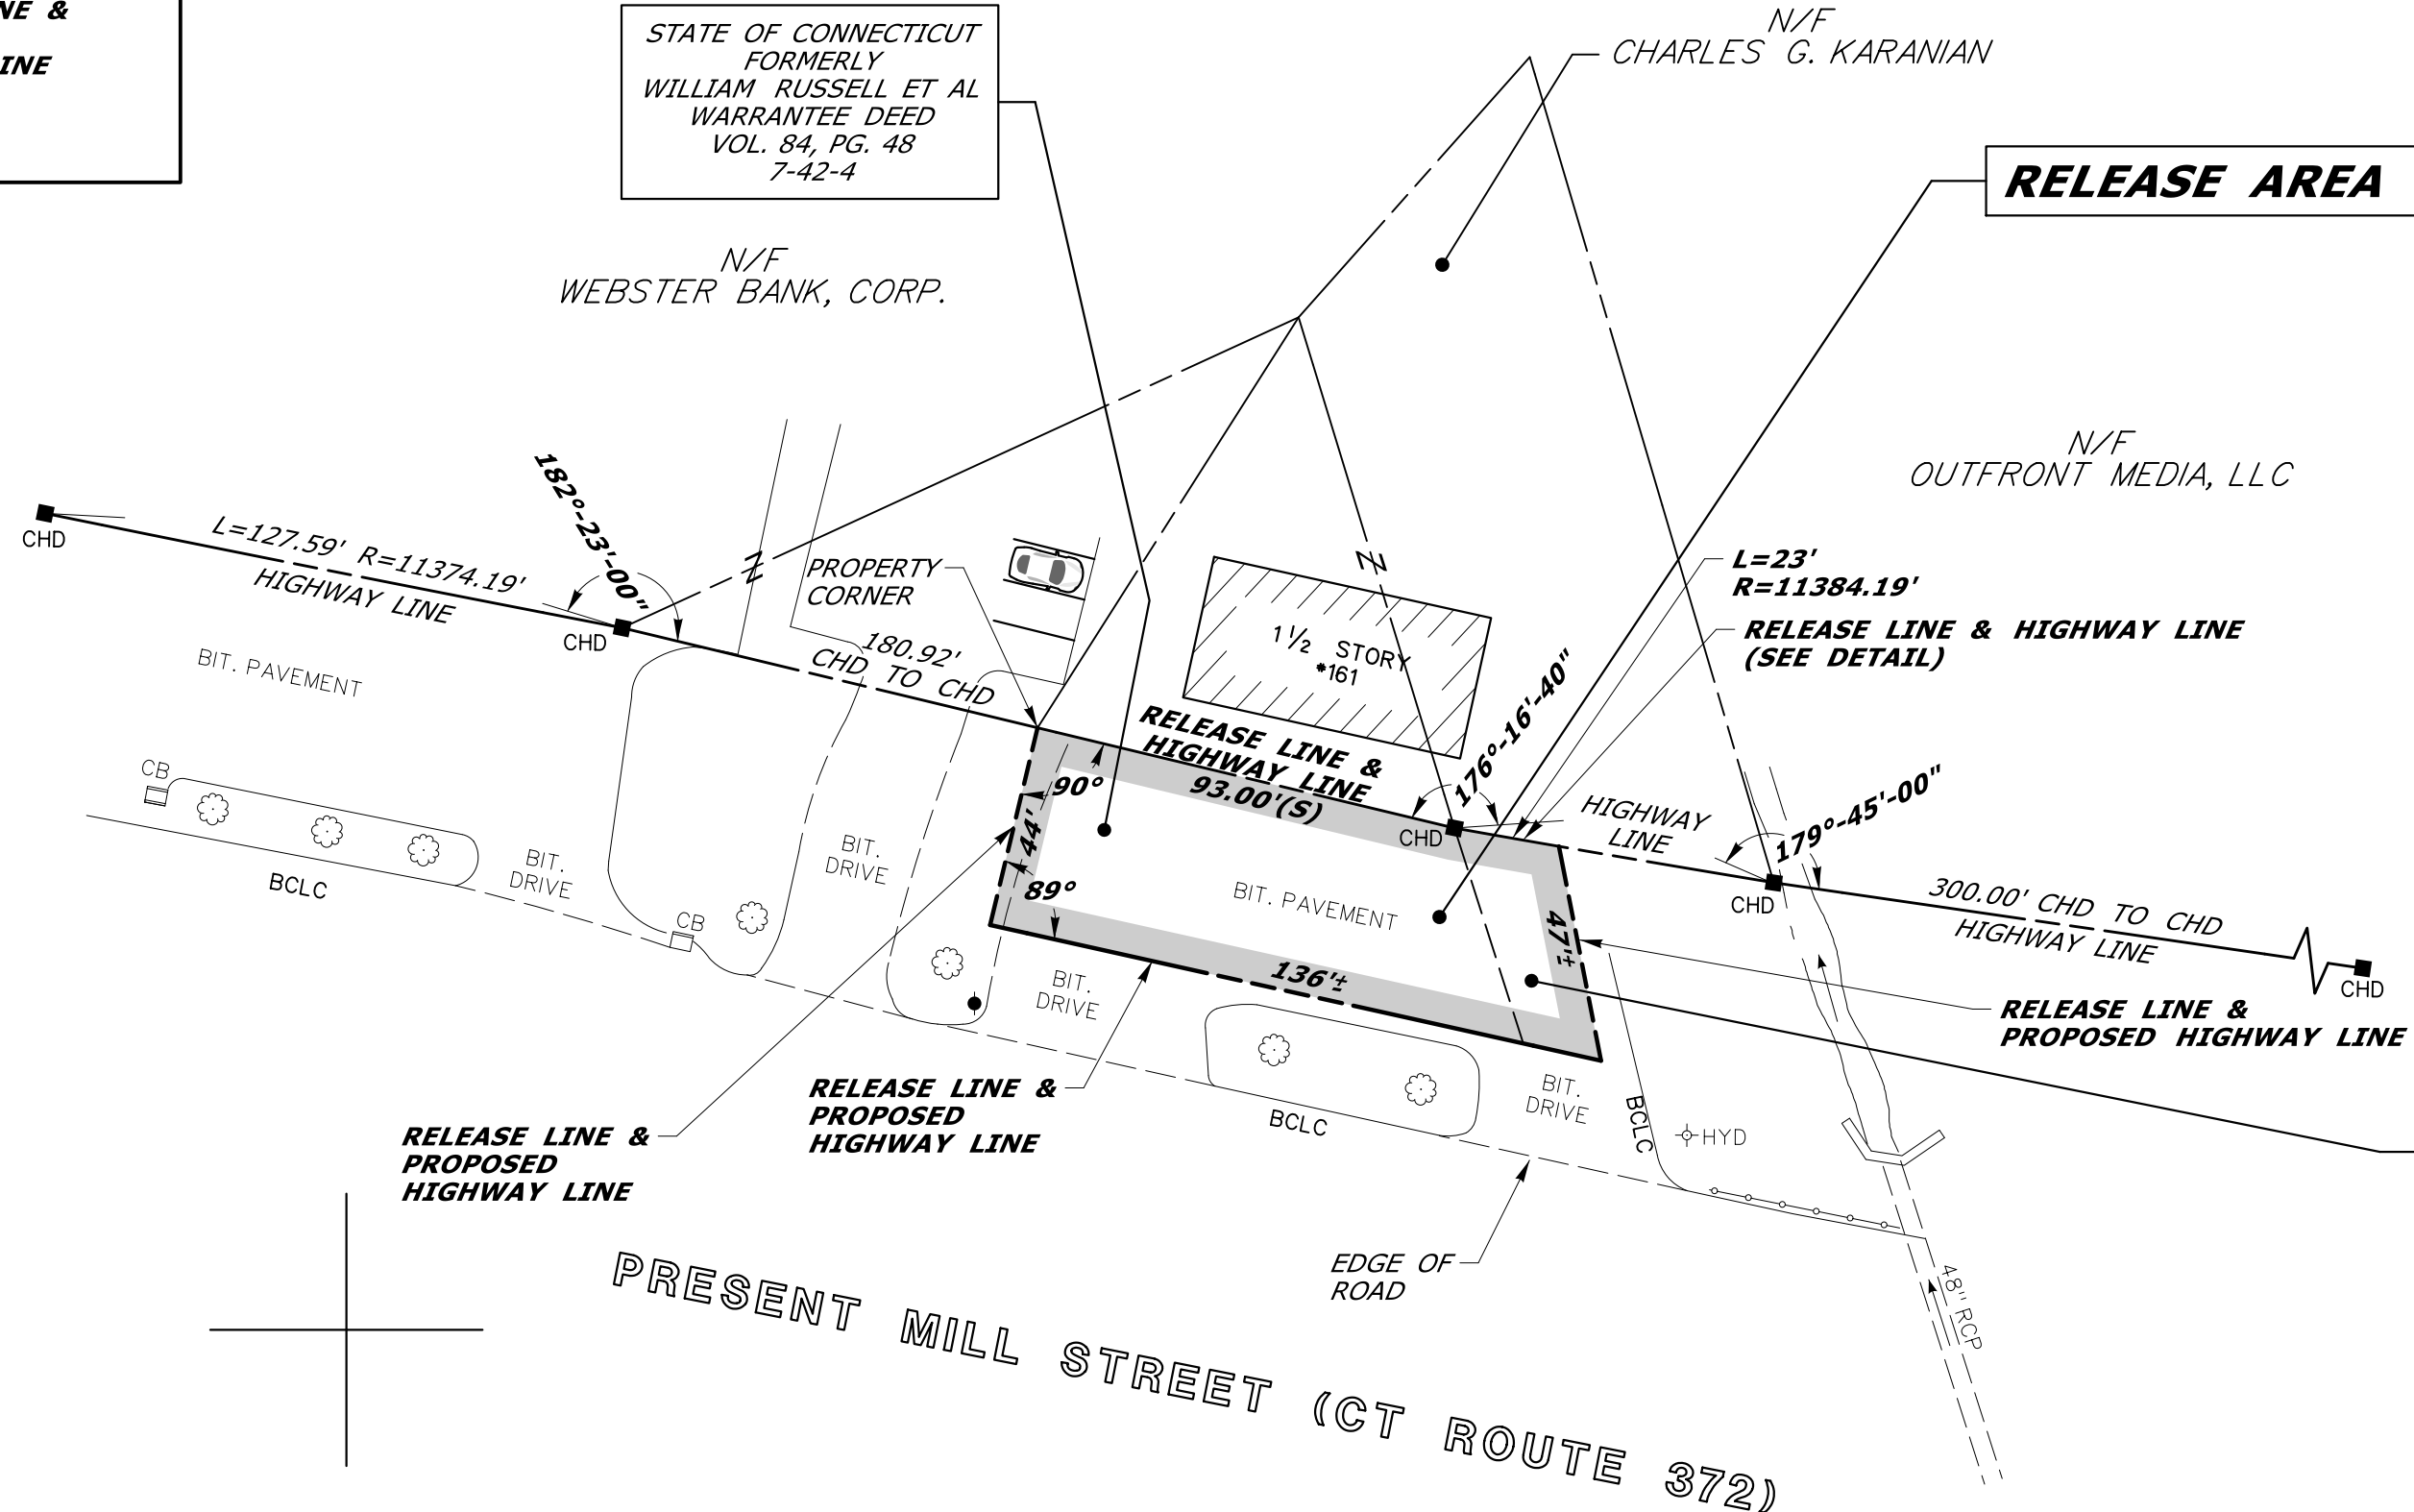 NE &
INE
STATE OF CONNECTICUT
FORMERLY
WILLIAM RUSSELL ET AL
WARRANTEE DEED
VOL. 84, PG. 48
7-42-4
N/F
CHARLES G. KARANIAN
RELEASE AREA
N/F
WEBSTER BANK, CORP.
N/F
OUTFRONT MEDIA, LLC
CHD
L=127.59' R=11374.19'
HIGHWAY LINE
182°-23'-00"
CHD
N
PROPERTY
CORNER
180.92'
CHD TO CHD
N
1 1/2 STORY
#161
L=23'
R=11384.19'
RELEASE LINE & HIGHWAY LINE
(SEE DETAIL)
BIT. PAVEMENT
RELEASE LINE &
HIGHWAY LINE
93.00'(S)
176°-16'-40"
CHD
HIGHWAY
LINE
179°-45'-00"
CHD
300.00' CHD TO CHD
HIGHWAY LINE
CHD
CB
BCLC
BIT.
DRIVE
CB
BIT.
DRIVE
90°
44'
89°
BIT. PAVEMENT
47'±
136'±
BIT.
DRIVE
RELEASE LINE &
PROPOSED HIGHWAY LINE
RELEASE LINE &
PROPOSED
HIGHWAY LINE
RELEASE LINE &
PROPOSED
HIGHWAY LINE
BCLC
BIT.
DRIVE
BCLC
HYD
EDGE OF
ROAD
48" RCP
PRESENT MILL STREET (CT ROUTE 372)